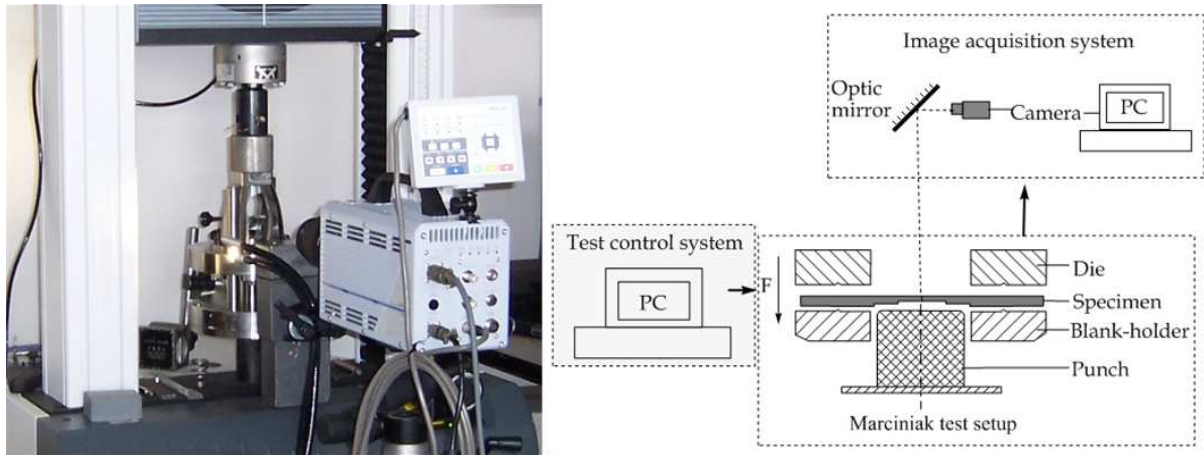 Image acquisition system
Optic
mirror
Camera
PC
Test control system
PC
F
Die
Specimen
Blank-holder
Punch
Marciniak test setup